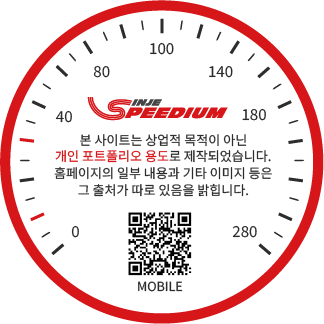 100
80
140
40
180
INJE
SPEEDIUM
본 사이트는 상업적 목적이 아닌
개인 포트폴리오 용도로 제작되었습니다.
홈페이지의 일부 내용과 기타 이미지 등은
그 출처가 따로 있음을 밝힙니다.
0
280
MOBILE